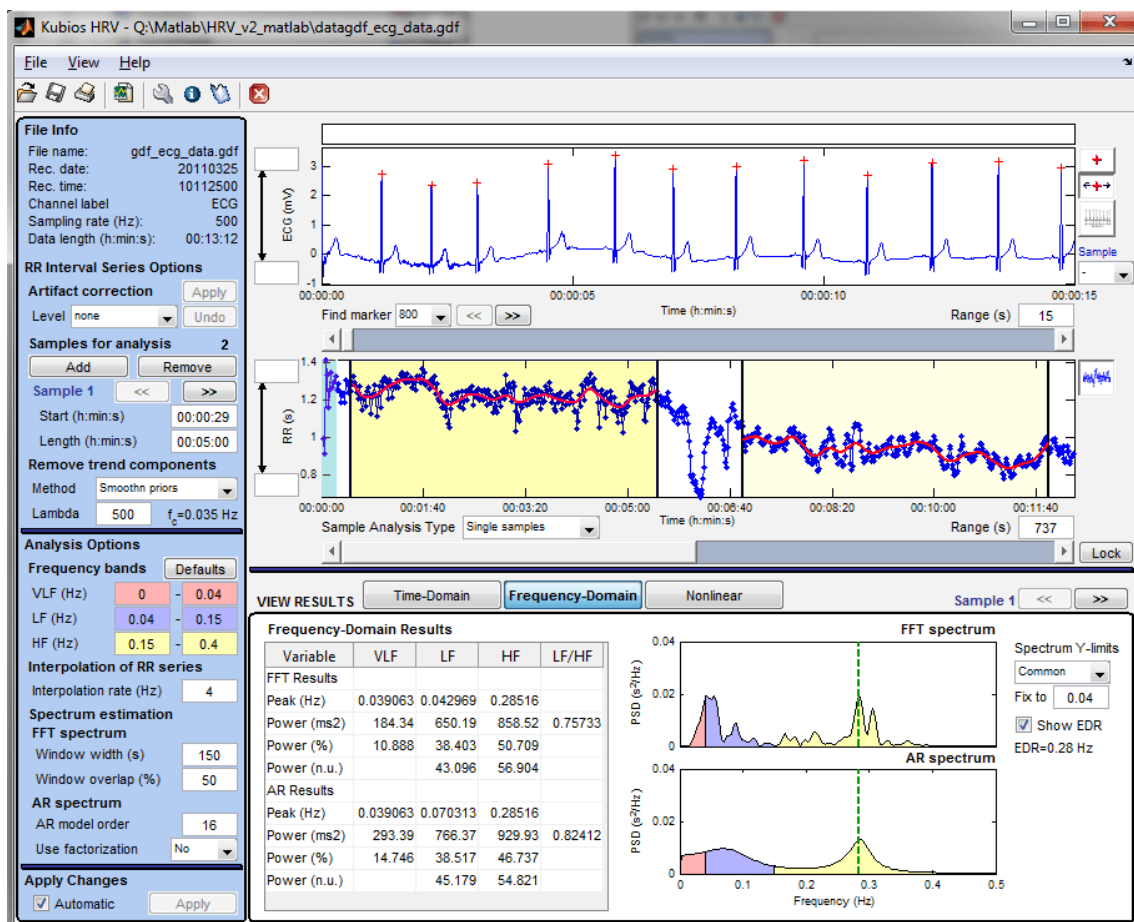 Kubios HRV - Q:\Matlab\HRV_v2_matlab\datagdf_ecg_data.gdf
File View Help
File Info
File name: gdf_ecg_data.gdf
Rec. date: 20110325
Rec. time: 10112500
Channel label ECG
Sampling rate (Hz): 500
Data length (h:min:s): 00:13:12
RR Interval Series Options
Artifact correction Apply
Level none Undo
Samples for analysis 2
Add Remove
Sample 1 << >>
Start (h:min:s) 00:00:29
Length (h:min:s) 00:05:00
Remove trend components
Method Smoothn priors
Lambda 500 fc=0.035 Hz
Analysis Options
Frequency bands Defaults
VLF (Hz) 0 - 0.04
LF (Hz) 0.04 - 0.15
HF (Hz) 0.15 - 0.4
Interpolation of RR series
Interpolation rate (Hz) 4
Spectrum estimation
FFT spectrum
Window width (s) 150
Window overlap (%) 50
AR spectrum
AR model order 16
Use factorization No
Apply Changes
Automatic Apply
ECG (mV)
3
2
1
0
-1
00:00:00 00:00:05 00:00:10 00:00:15
Sample
-
Find marker 800 << >> Time (h:min:s) Range (s) 15
RR (s)
1.4
1.2
1
0.8
00:00:00 00:01:40 00:03:20 00:05:00 00:06:40 00:08:20 00:10:00 00:11:40
Sample Analysis Type Single samples Time (h:min:s) Range (s) 737
Lock
VIEW RESULTS Time-Domain Frequency-Domain Nonlinear Sample 1 << >>
Frequency-Domain Results
Variable VLF LF HF LF/HF
FFT Results
Peak (Hz) 0.039063 0.042969 0.28516
Power (ms2) 184.34 650.19 858.52 0.75733
Power (%) 10.888 38.403 50.709
Power (n.u.) 43.096 56.904
AR Results
Peak (Hz) 0.039063 0.070313 0.28516
Power (ms2) 293.39 766.37 929.93 0.82412
Power (%) 14.746 38.517 46.737
Power (n.u.) 45.179 54.821
FFT spectrum
PSD (s²/Hz)
0.04
0.02
0
AR spectrum
PSD (s²/Hz)
0.04
0.02
0
0 0.1 0.2 0.3 0.4 0.5
Frequency (Hz)
Spectrum Y-limits
Common
Fix to 0.04
Show EDR
EDR=0.28 Hz